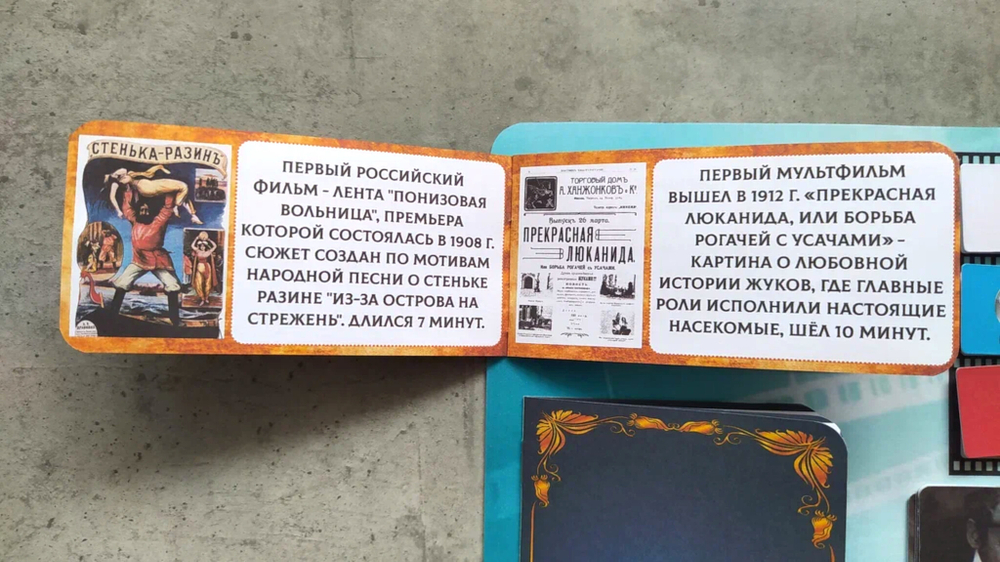 СТЕНЬКА-РАЗИНЪ
ПЕРВЫЙ РОССИЙСКИЙ
ФИЛЬМ - ЛЕНТА "ПОНИЗОВАЯ
ВОЛЬНИЦА", ПРЕМЬЕРА
КОТОРОЙ СОСТОЯЛАСЬ В 1908 Г.
СЮЖЕТ СОЗДАН ПО МОТИВАМ
НАРОДНОЙ ПЕСНИ О СТЕНЬКЕ
РАЗИНЕ "ИЗ-ЗА ОСТРОВА НА
СТРЕЖЕНЬ". ДЛИЛСЯ 7 МИНУТ.
ТОРГОВЫЙ ДОМЪ
А. ХАНЖОНКОВЪ и Кº
Выпускъ 26 марта.
ПРЕКРАСНАЯ
ЛЮКАНИДА.
Или БОРЬБА РОГАЧЕЙ съ УСАЧАМИ.
ПЕРВЫЙ МУЛЬТФИЛЬМ
ВЫШЕЛ В 1912 Г. «ПРЕКРАСНАЯ
ЛЮКАНИДА, ИЛИ БОРЬБА
РОГАЧЕЙ С УСАЧАМИ» -
КАРТИНА О ЛЮБОВНОЙ
ИСТОРИИ ЖУКОВ, ГДЕ ГЛАВНЫЕ
РОЛИ ИСПОЛНИЛИ НАСТОЯЩИЕ
НАСЕКОМЫЕ, ШЁЛ 10 МИНУТ.